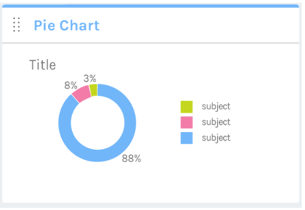 Pie Chart
Title
3%
8%
subject
subject
subject
88%